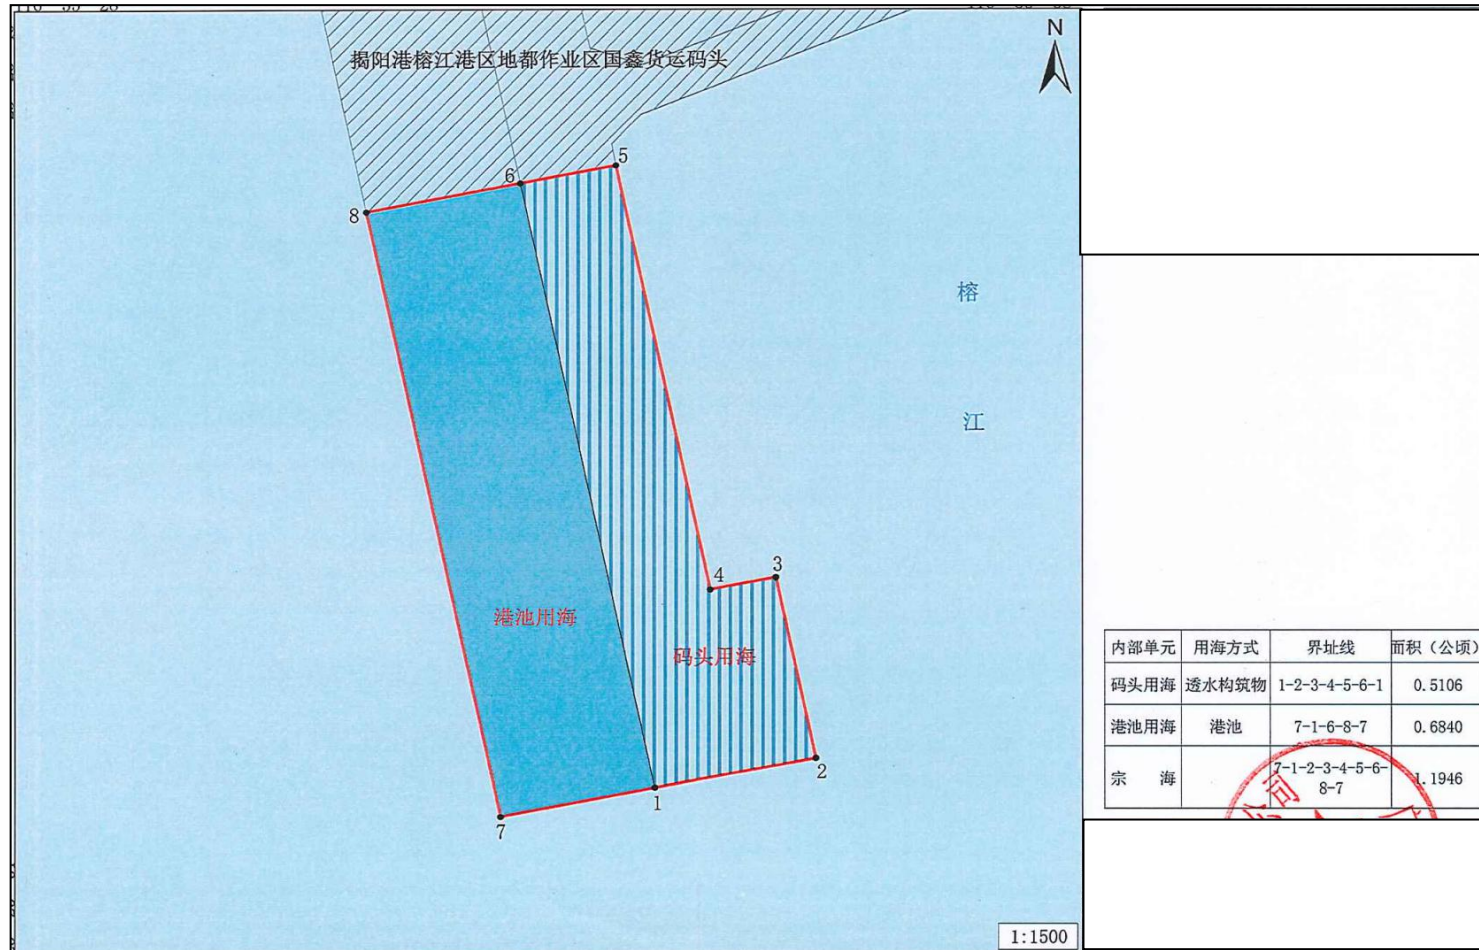 N
揭阳港榕江港区地都作业区国鑫货运码头
5
6
8
榕
江
4
3
港池用海
码头用海
2
1
7
内部单元 用海方式 界址线 面积（公顷）
码头用海 透水构筑物 1-2-3-4-5-6-1 0.5106
港池用海 港池 7-1-6-8-7 0.6840
宗 海 7-1-2-3-4-5-6-
8-7 1.1946
公司
1:1500